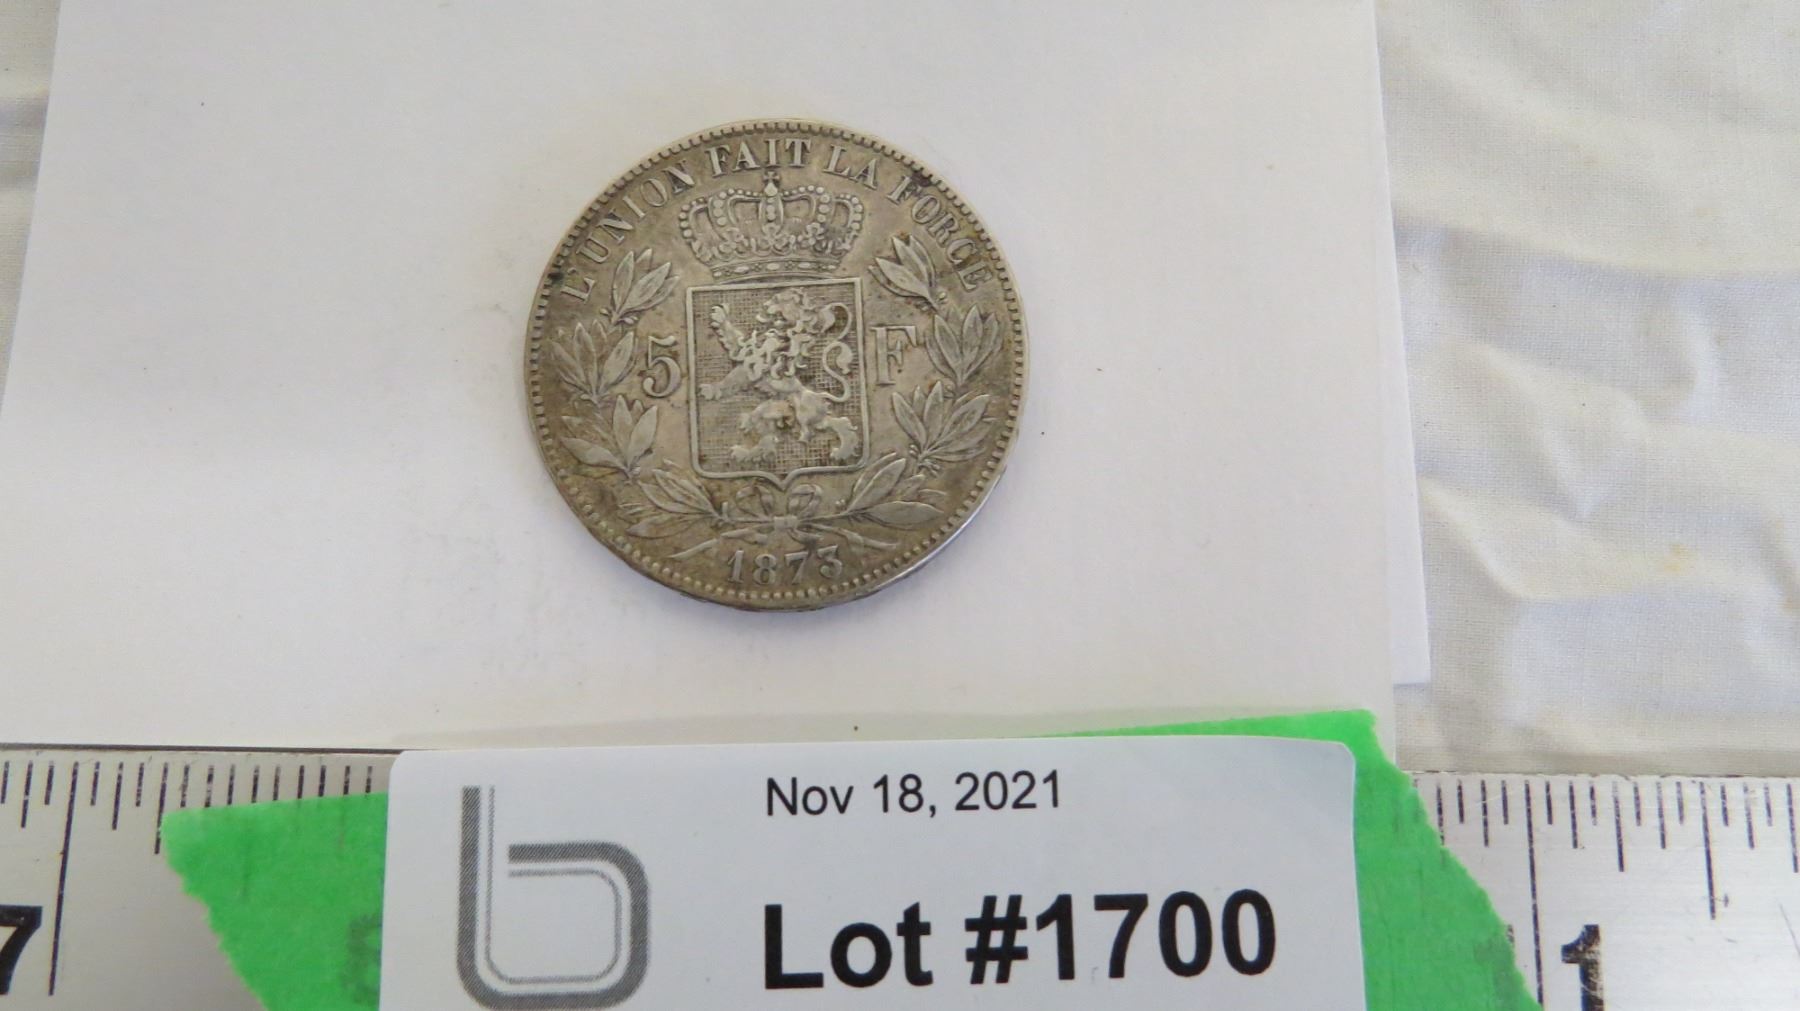 L'UNION FAIT LA FORCE
5 F
1873
Nov 18, 2021
b
Lot #1700
7
1